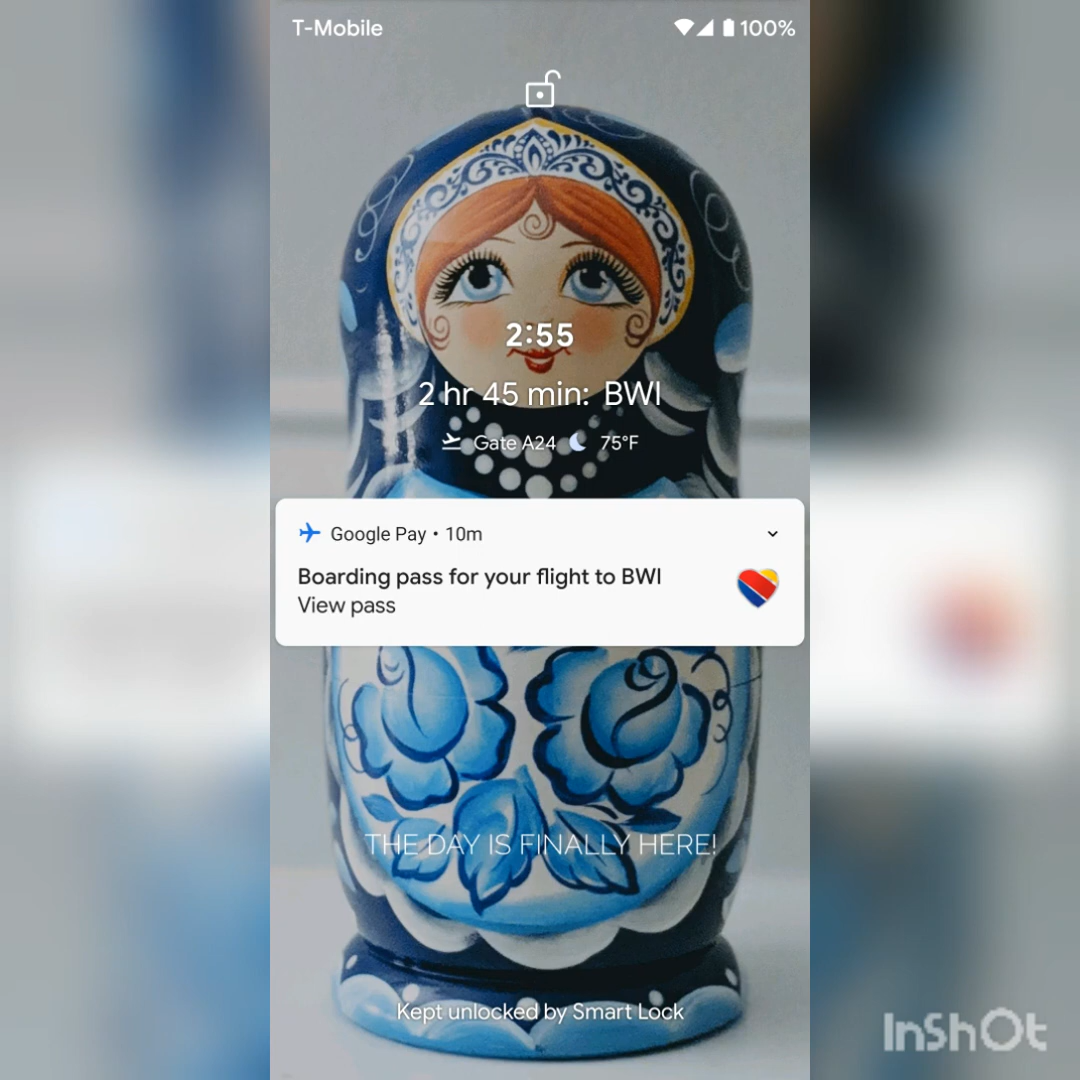 T-Mobile 100%
2:55
2 hr 45 min: BWI
Gate A24 75°F
Google Pay • 10m
Boarding pass for your flight to BWI
View pass
THE DAY IS FINALLY HERE!
Kept unlocked by Smart Lock
InShOt